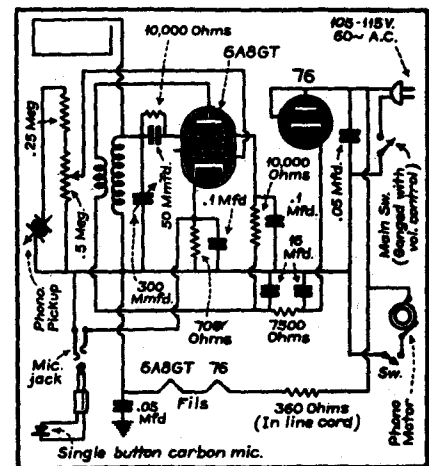 10,000 Ohms
6A8GT
105-115V.
60~ A.C.
76
.25 Meg
.5 Meg.
50 Mmfd.
.1 Mfd
10,000
Ohms
.1
Mfd.
.05 Mfd.
Main Sw.
(Ganged with
vol. control)
Phono.
Pickup
300
Mmfd.
700
Ohms
16
mfd.
7500
Ohms
Mic.
jack
6A8GT 76
Fils
.05
Mfd
360 Ohms
(In line cord)
Sw.
Phono
Motor
Single button carbon mic.